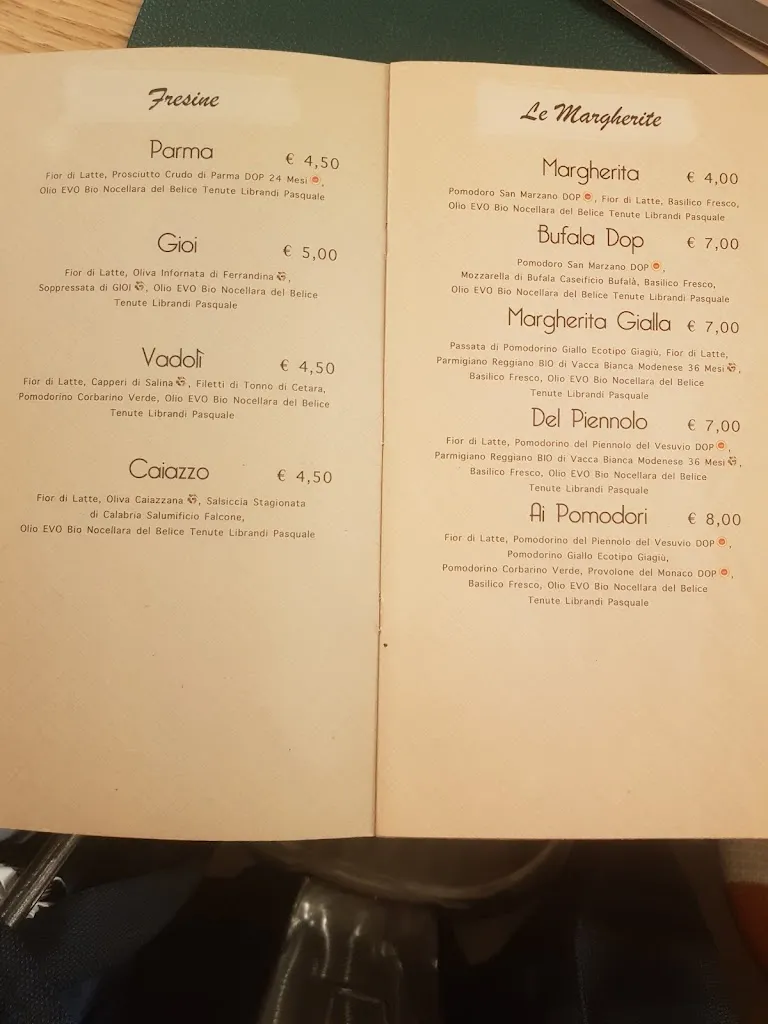 Fresine
Parma
€ 4,50
Fior di Latte, Prosciutto Crudo di Parma DOP 24 Mesi,
Olio EVO Bio Nocellara del Belice Tenute Librandi Pasquale
Gioi
€ 5,00
Fior di Latte, Oliva Infornata di Ferrandina,
Soppressata di GIOI, Olio EVO Bio Nocellara del Belice
Tenute Librandi Pasquale
Vadolì
€ 4,50
Fior di Latte, Capperi di Salina, Filetti di Tonno di Cetara,
Pomodorino Corbarino Verde, Olio EVO Bio Nocellara del Belice
Tenute Librandi Pasquale
Caiazzo
€ 4,50
Fior di Latte, Oliva Caiazzana, Salsiccia Stagionata
di Calabria Salumificio Falcone,
Olio EVO Bio Nocellara del Belice Tenute Librandi Pasquale
Le Margherite
Margherita € 4,00
Pomodoro San Marzano DOP, Fior di Latte, Basilico Fresco,
Olio EVO Bio Nocellara del Belice Tenute Librandi Pasquale
Bufala Dop € 7,00
Pomodoro San Marzano DOP,
Mozzarella di Bufala Caseificio Bufalà, Basilico Fresco,
Olio EVO Bio Nocellara del Belice Tenute Librandi Pasquale
Margherita Gialla € 7,00
Passata di Pomodorino Giallo Ecotipo Giagiù, Fior di Latte,
Parmigiano Reggiano BIO di Vacca Bianca Modenese 36 Mesi,
Basilico Fresco, Olio EVO Bio Nocellara del Belice
Tenute Librandi Pasquale
Del Piennolo € 7,00
Fior di Latte, Pomodorino del Piennolo del Vesuvio DOP,
Parmigiano Reggiano BIO di Vacca Bianca Modenese 36 Mesi,
Basilico Fresco, Olio EVO Bio Nocellara del Belice
Tenute Librandi Pasquale
Ai Pomodori € 8,00
Fior di Latte, Pomodorino del Piennolo del Vesuvio DOP,
Pomodorino Giallo Ecotipo Giagiù,
Pomodorino Corbarino Verde, Provolone del Monaco DOP,
Basilico Fresco, Olio EVO Bio Nocellara del Belice
Tenute Librandi Pasquale